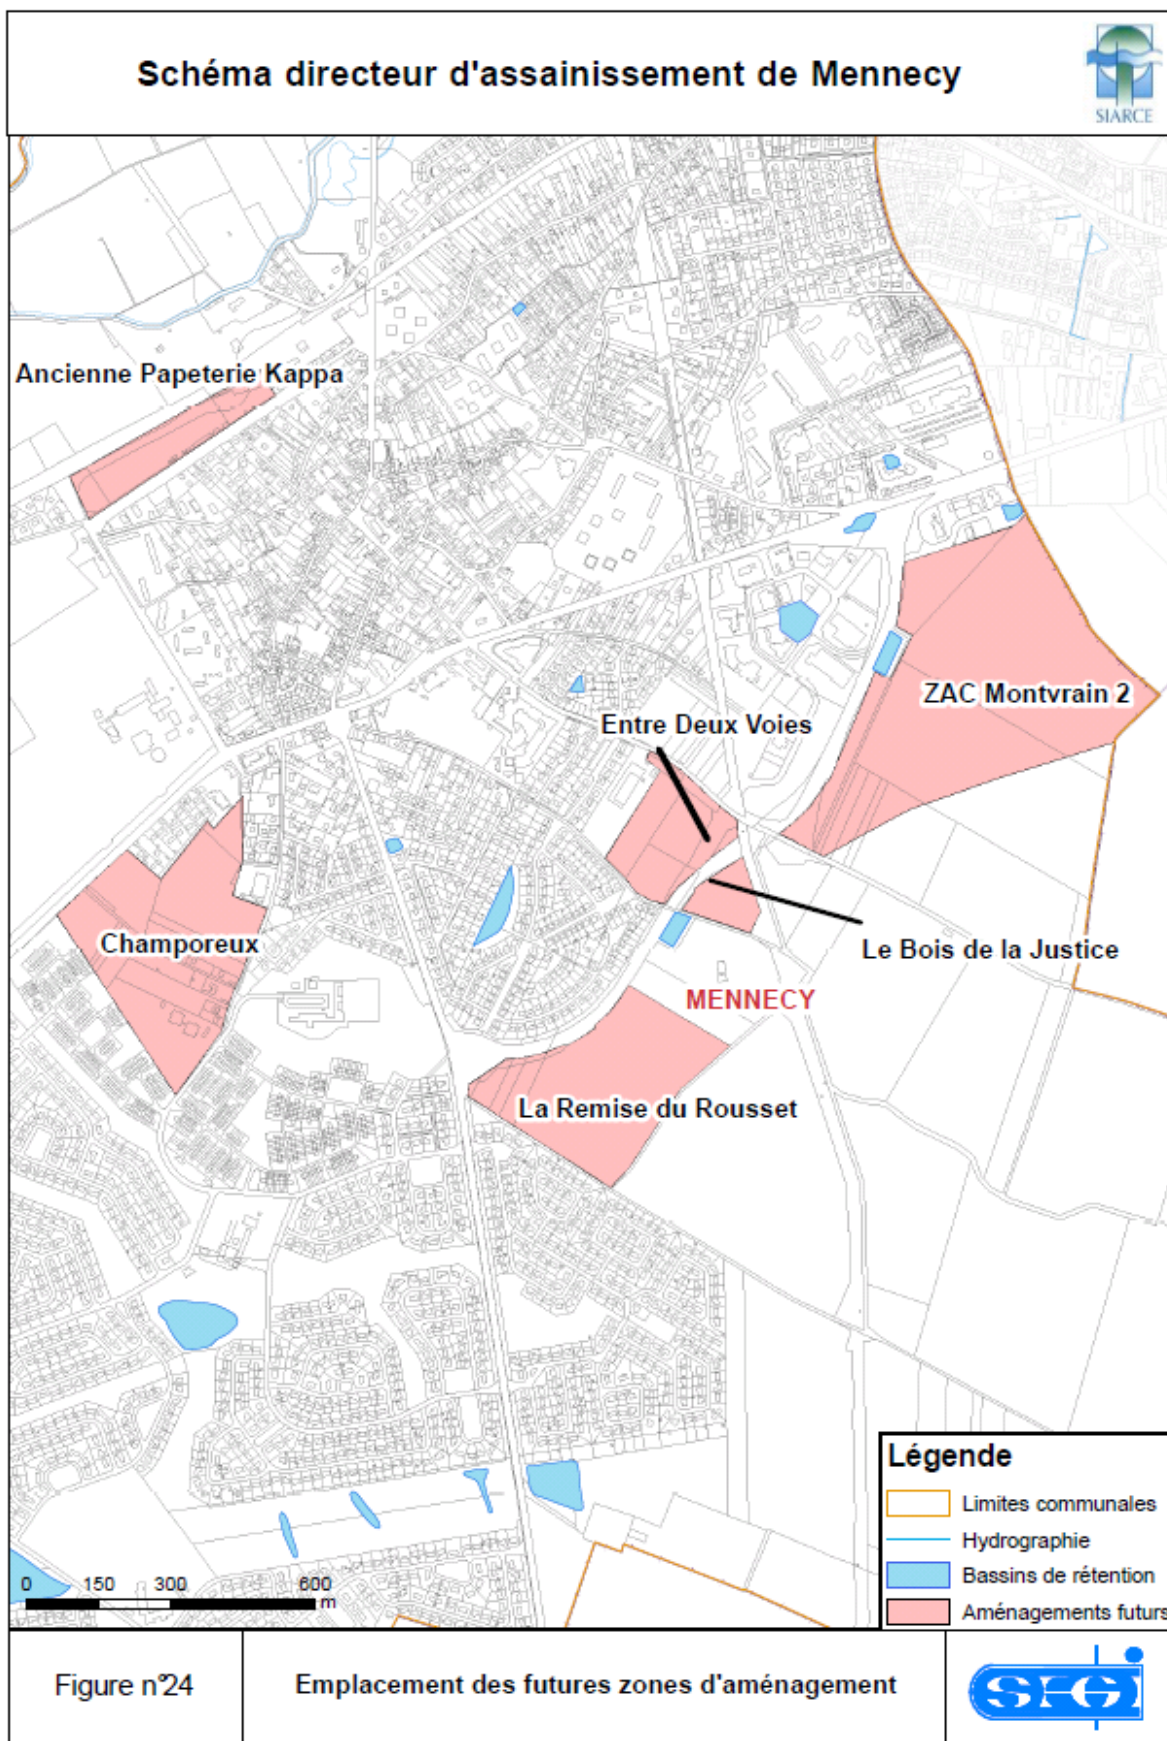 Schéma directeur d'assainissement de Mennecy
SIARCE
Ancienne Papeterie Kappa
ZAC Montvrain 2
Entre Deux Voies
Champoreux
Le Bois de la Justice
MENNECY
La Remise du Rousset
Légende
Limites communales
Hydrographie
Bassins de rétention
Aménagements futurs
0 150 300 600
m
Figure n°24
Emplacement des futures zones d'aménagement
SFGI